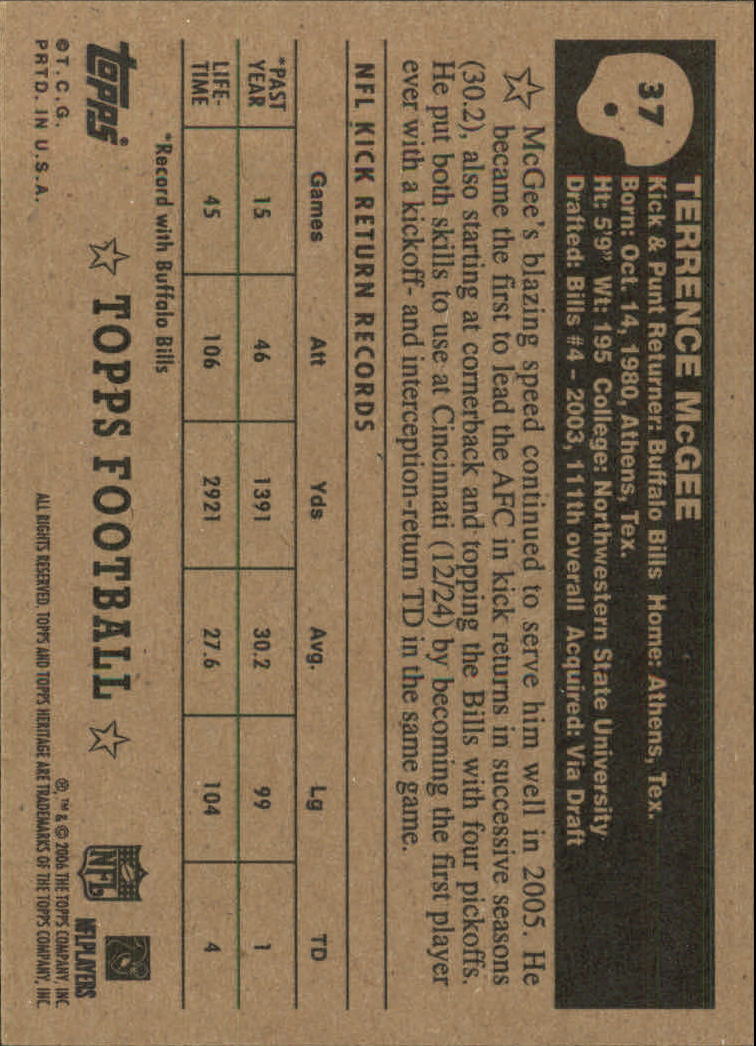 37
TERRENCE McGEE
Kick & Punt Returner: Buffalo Bills Home: Athens, Tex.
Born: Oct. 14, 1980, Athens, Tex.
Ht: 5'9" Wt: 195 College: Northwestern State University
Drafted: Bills #4 – 2003, 111th overall Acquired: Via Draft
McGee's blazing speed continued to serve him well in 2005. He
became the first to lead the AFC in kick returns in successive seasons
(30.2), also starting at cornerback and topping the Bills with four pickoffs.
He put both skills to use at Cincinnati (12/24) by becoming the first player
ever with a kickoff- and interception-return TD in the same game.
NFL KICK RETURN RECORDS
Games Att Yds Avg. Lg TD
*PAST YEAR 15 46 1391 30.2 99 1
LIFE-TIME 45 106 2921 27.6 104 4
*Record with Buffalo Bills
topps®
TOPPS FOOTBALL
NFL
NFLPLAYERS
©T.C.G.
PRTD. IN U.S.A.
®, ™ & © 2006 THE TOPPS COMPANY, INC.
ALL RIGHTS RESERVED. TOPPS AND TOPPS HERITAGE ARE TRADEMARKS OF THE TOPPS COMPANY, INC.